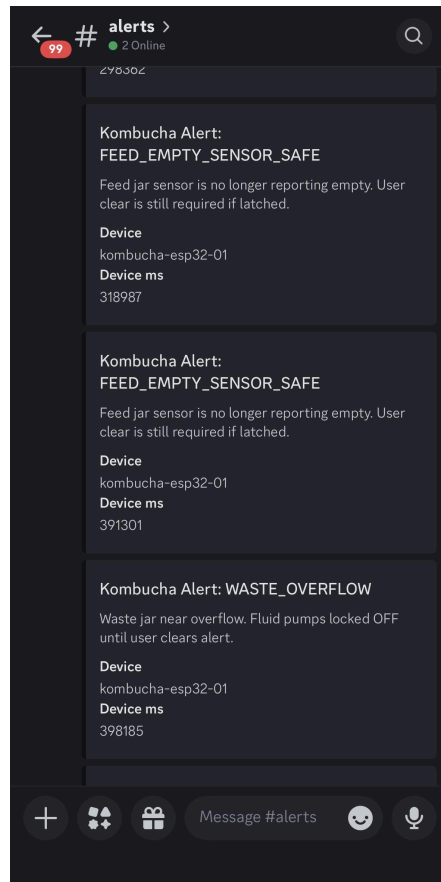 alerts >
99
#
2 Online
298362
Kombucha Alert:
FEED_EMPTY_SENSOR_SAFE
Feed jar sensor is no longer reporting empty. User
clear is still required if latched.
Device
kombucha-esp32-01
Device ms
318987
Kombucha Alert:
FEED_EMPTY_SENSOR_SAFE
Feed jar sensor is no longer reporting empty. User
clear is still required if latched.
Device
kombucha-esp32-01
Device ms
391301
Kombucha Alert: WASTE_OVERFLOW
Waste jar near overflow. Fluid pumps locked OFF
until user clears alert.
Device
kombucha-esp32-01
Device ms
398185
Message #alerts